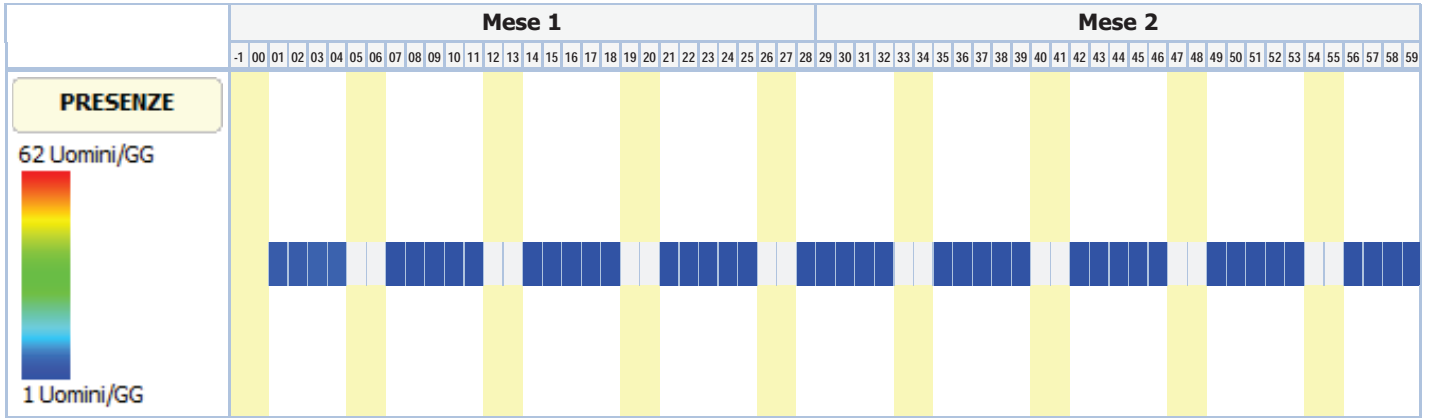 Mese 1 Mese 2
-1 00 01 02 03 04 05 06 07 08 09 10 11 12 13 14 15 16 17 18 19 20 21 22 23 24 25 26 27 28 29 30 31 32 33 34 35 36 37 38 39 40 41 42 43 44 45 46 47 48 49 50 51 52 53 54 55 56 57 58 59
PRESENZE
62 Uomini/GG
1 Uomini/GG